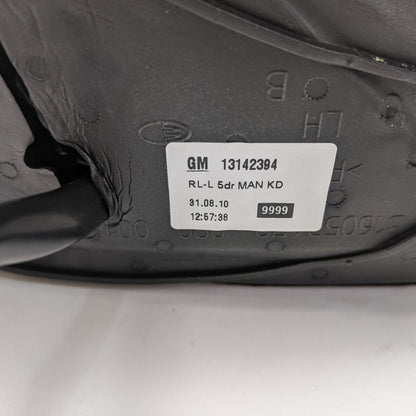 B
LH
GM 13142394
RL-L 5dr MAN KD
31.08.10
12:57:38
9999